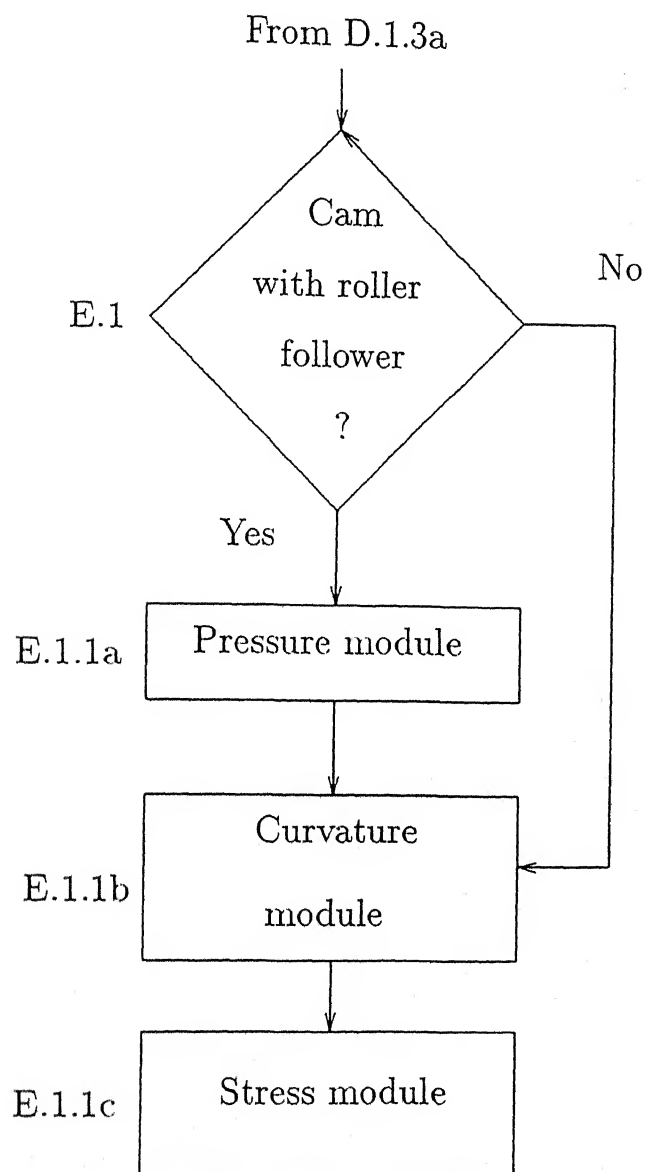 From D.1.3a
Cam
with roller
follower
?
E.1
No
Yes
E.1.1a
Pressure module
E.1.1b
Curvature
module
E.1.1c
Stress module